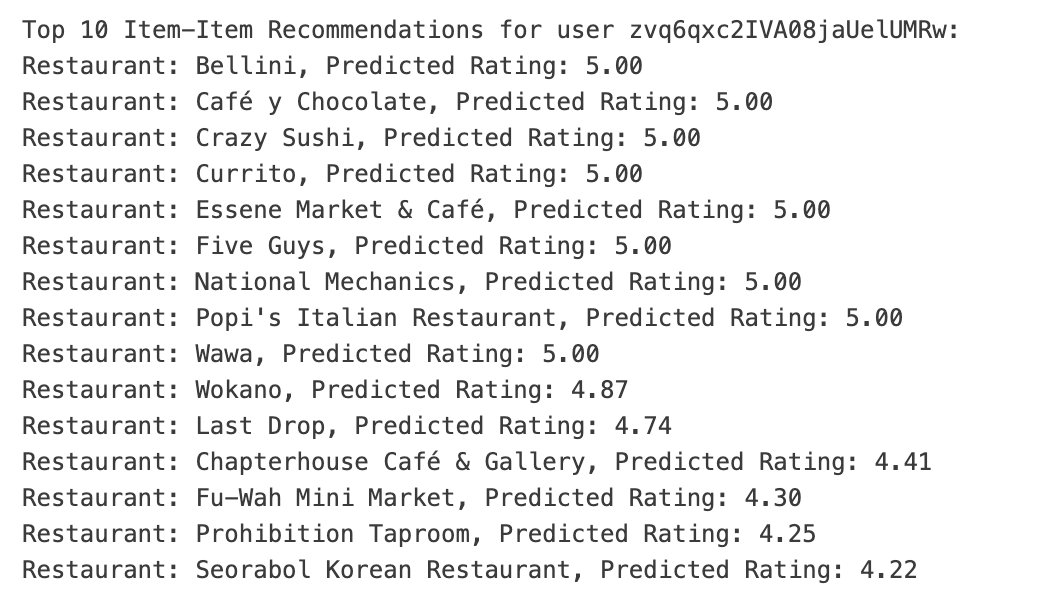 Top 10 Item-Item Recommendations for user zvq6qxc2IVA08jaUelUMRw:
Restaurant: Bellini, Predicted Rating: 5.00
Restaurant: Café y Chocolate, Predicted Rating: 5.00
Restaurant: Crazy Sushi, Predicted Rating: 5.00
Restaurant: Currito, Predicted Rating: 5.00
Restaurant: Essene Market & Café, Predicted Rating: 5.00
Restaurant: Five Guys, Predicted Rating: 5.00
Restaurant: National Mechanics, Predicted Rating: 5.00
Restaurant: Popi's Italian Restaurant, Predicted Rating: 5.00
Restaurant: Wawa, Predicted Rating: 5.00
Restaurant: Wokano, Predicted Rating: 4.87
Restaurant: Last Drop, Predicted Rating: 4.74
Restaurant: Chapterhouse Café & Gallery, Predicted Rating: 4.41
Restaurant: Fu-Wah Mini Market, Predicted Rating: 4.30
Restaurant: Prohibition Taproom, Predicted Rating: 4.25
Restaurant: Seorabol Korean Restaurant, Predicted Rating: 4.22